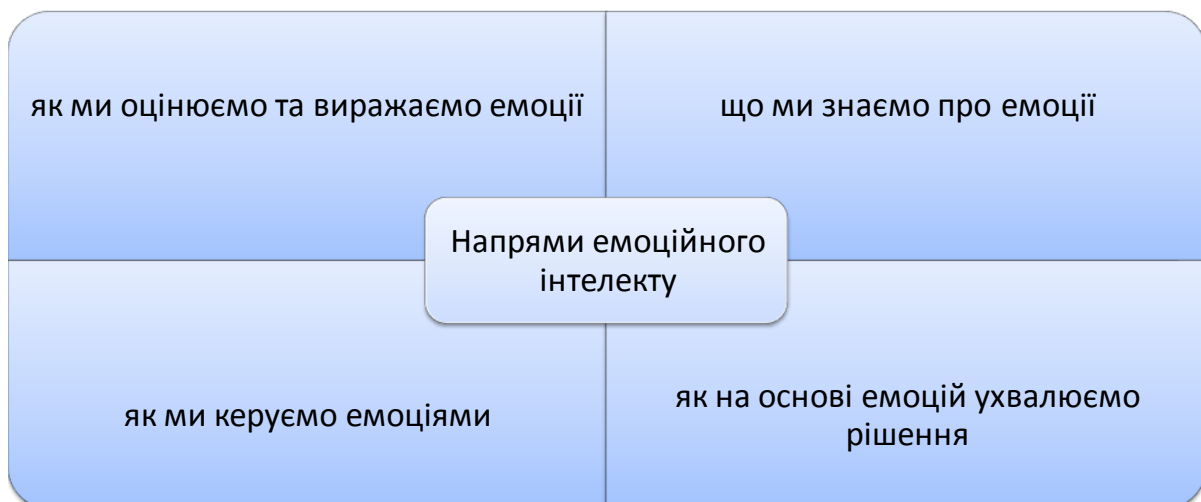 як ми оцінюємо та виражаємо емоції
що ми знаємо про емоції
Напрями емоційного
інтелекту
як ми керуємо емоціями
як на основі емоцій ухвалюємо
рішення